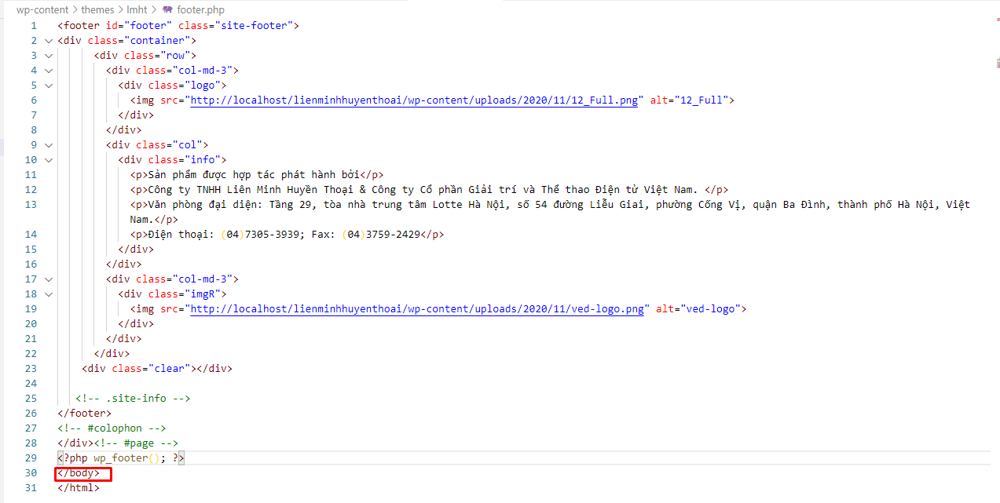 wp-content > themes > lmht > footer.php
1 <footer id="footer" class="site-footer">
2 <div class="container">
3 <div class="row">
4 <div class="col-md-3">
5 <div class="logo">
6 <img src="http://localhost/lienminhhuyenthoai/wp-content/uploads/2020/11/12_Full.png" alt="12_Full">
7 </div>
8 </div>
9 <div class="col">
10 <div class="info">
11 <p>Sản phẩm được hợp tác phát hành bởi</p>
12 <p>Công ty TNHH Liên Minh Huyền Thoại & Công ty Cổ phần Giải trí và Thể thao Điện tử Việt Nam. </p>
13 <p>Văn phòng đại diện: Tầng 29, tòa nhà trung tâm Lotte Hà Nội, số 54 đường Liễu Giai, phường Cống Vị, quận Ba Đình, thành phố Hà Nội, Việt
Nam.</p>
14 <p>Điện thoại: (04)7305-3939; Fax: (04)3759-2429</p>
15 </div>
16 </div>
17 <div class="col-md-3">
18 <div class="imgR">
19 <img src="http://localhost/lienminhhuyenthoai/wp-content/uploads/2020/11/ved-logo.png" alt="ved-logo">
20 </div>
21 </div>
22 </div>
23 <div class="clear"></div>
24
25 <!-- .site-info -->
26 </footer>
27 <!-- #colophon -->
28 </div><!-- #page -->
29 <?php wp_footer(); ?>
30 </body>
31 </html>